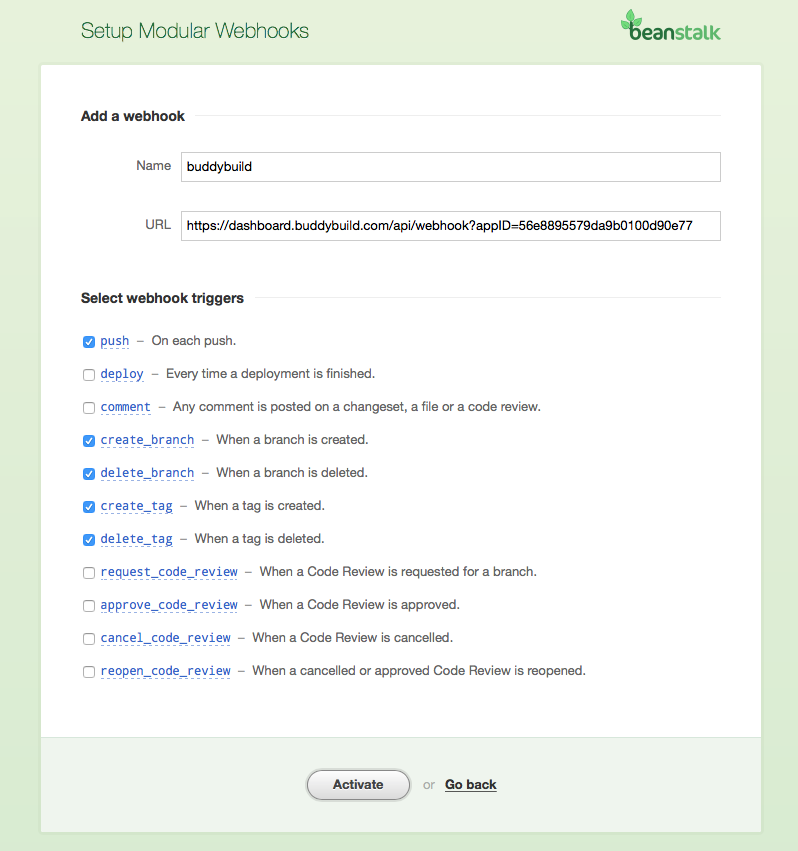 Setup Modular Webhooks
beanstalk
Add a webhook
Name
buddybuild
URL
https://dashboard.buddybuild.com/api/webhook?appID=56e8895579da9b0100d90e77
Select webhook triggers
push – On each push.
deploy – Every time a deployment is finished.
comment – Any comment is posted on a changeset, a file or a code review.
create_branch – When a branch is created.
delete_branch – When a branch is deleted.
create_tag – When a tag is created.
delete_tag – When a tag is deleted.
request_code_review – When a Code Review is requested for a branch.
approve_code_review – When a Code Review is approved.
cancel_code_review – When a Code Review is cancelled.
reopen_code_review – When a cancelled or approved Code Review is reopened.
Activate or Go back